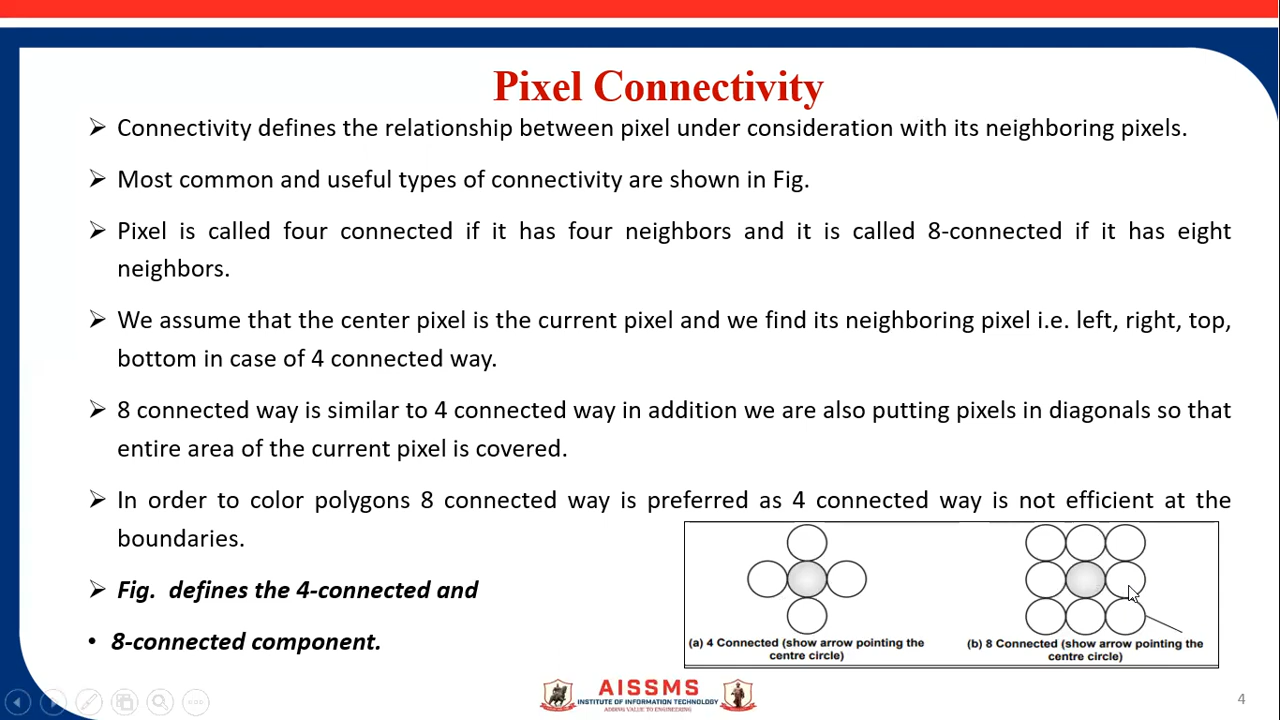 Pixel Connectivity
➢ Connectivity defines the relationship between pixel under consideration with its neighboring pixels.
➢ Most common and useful types of connectivity are shown in Fig.
➢ Pixel is called four connected if it has four neighbors and it is called 8-connected if it has eight
neighbors.
➢ We assume that the center pixel is the current pixel and we find its neighboring pixel i.e. left, right, top,
bottom in case of 4 connected way.
➢ 8 connected way is similar to 4 connected way in addition we are also putting pixels in diagonals so that
entire area of the current pixel is covered.
➢ In order to color polygons 8 connected way is preferred as 4 connected way is not efficient at the
boundaries.
➢ Fig. defines the 4-connected and
• 8-connected component.
(a) 4 Connected (show arrow pointing the
centre circle)
(b) 8 Connected (show arrow pointing the
centre circle)
AISSMS
INSTITUTE OF INFORMATION TECHNOLOGY
ADDING VALUE TO ENGINEERING
4